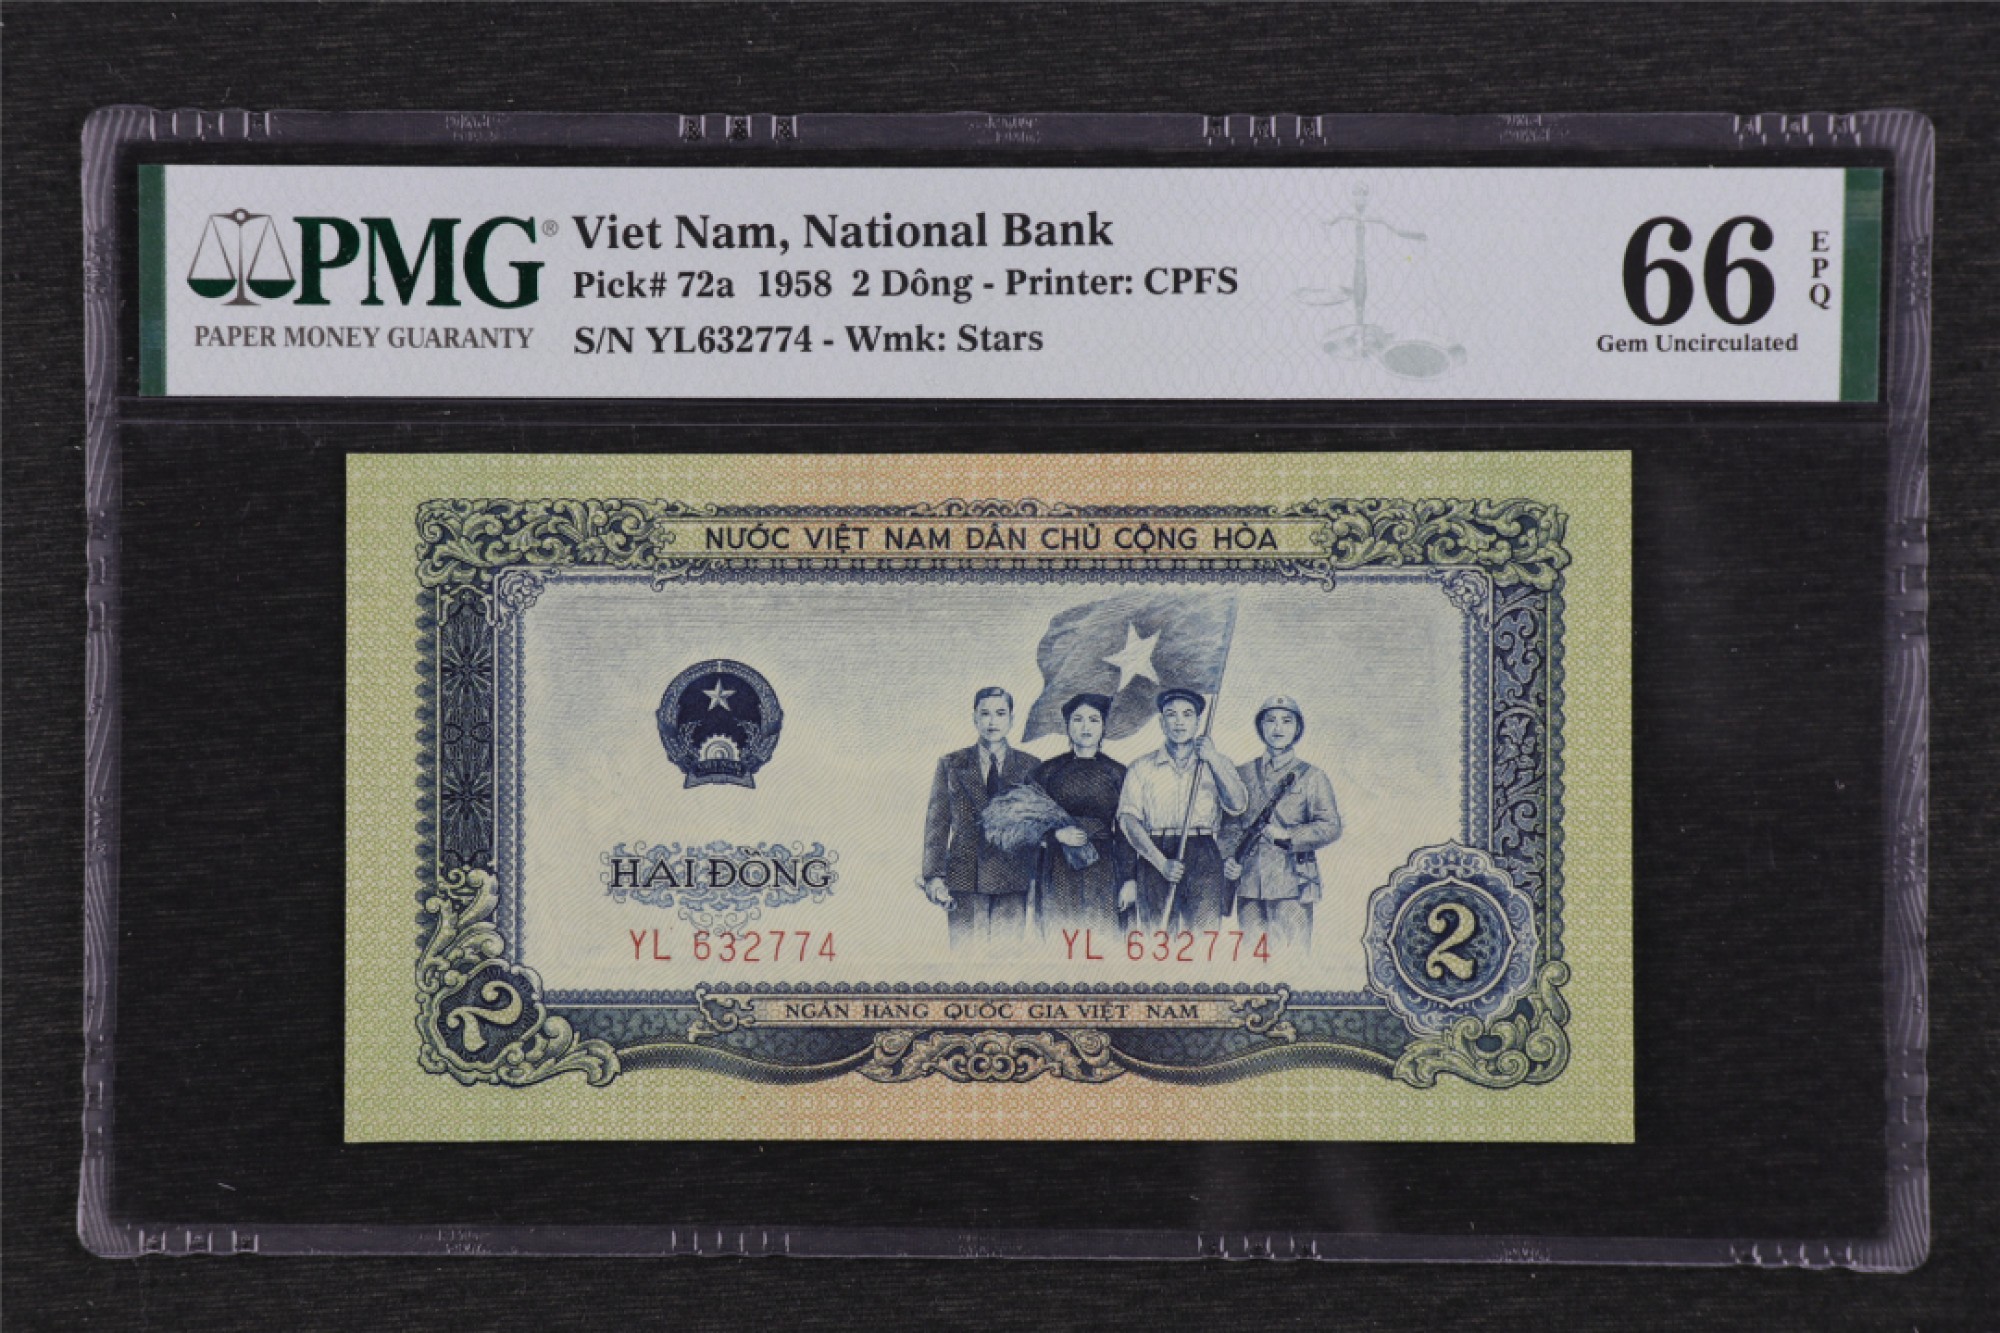 PMG®
PAPER MONEY GUARANTY
Viet Nam, National Bank
Pick# 72a 1958 2 Dông - Printer: CPFS
S/N YL632774 - Wmk: Stars
66
EPQ
Gem Uncirculated
NƯỚC VIỆT NAM DÂN CHỦ CỘNG HÒA
HAI ĐỒNG
YL 632774 YL 632774
2
2
NGÂN HÀNG QUỐC GIA VIỆT NAM